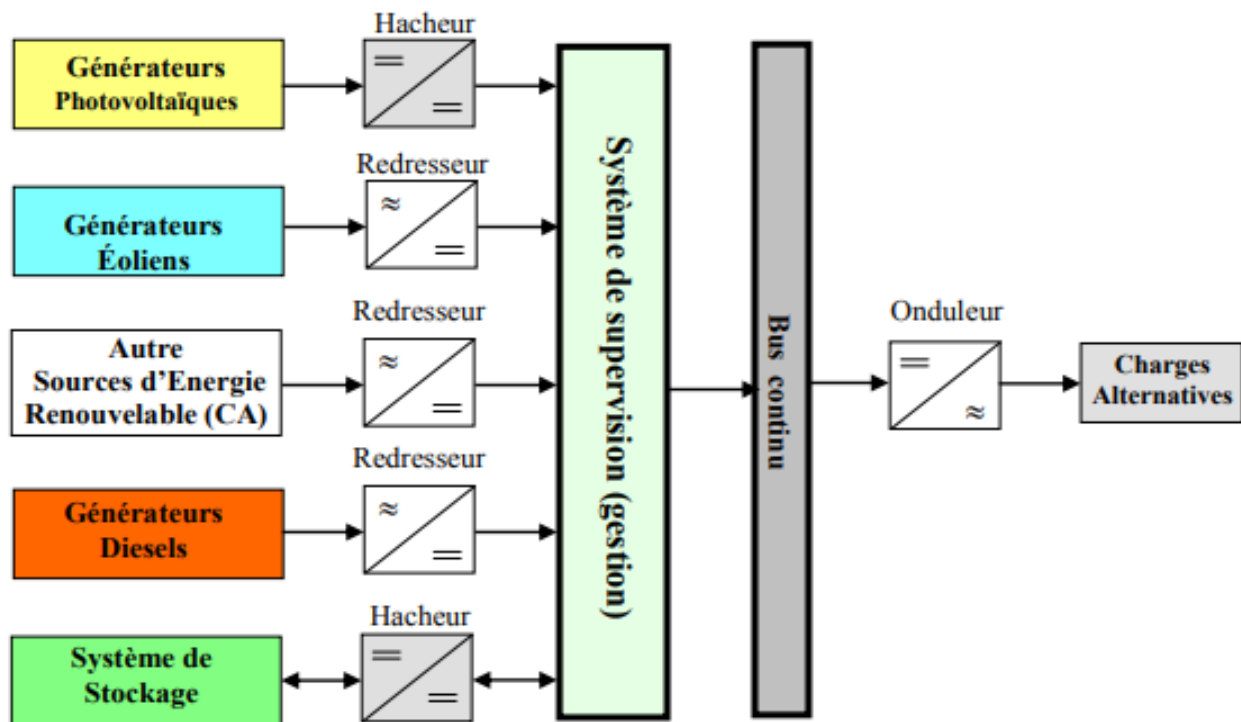 Hacheur
Générateurs
Photovoltaïques
Redresseur
Générateurs
Éoliens
Redresseur
Autre
Sources d'Energie
Renouvelable (CA)
Redresseur
Générateurs
Diesels
Hacheur
Système de
Stockage
Système de supervision (gestion)
Bus continu
Onduleur
Charges
Alternatives